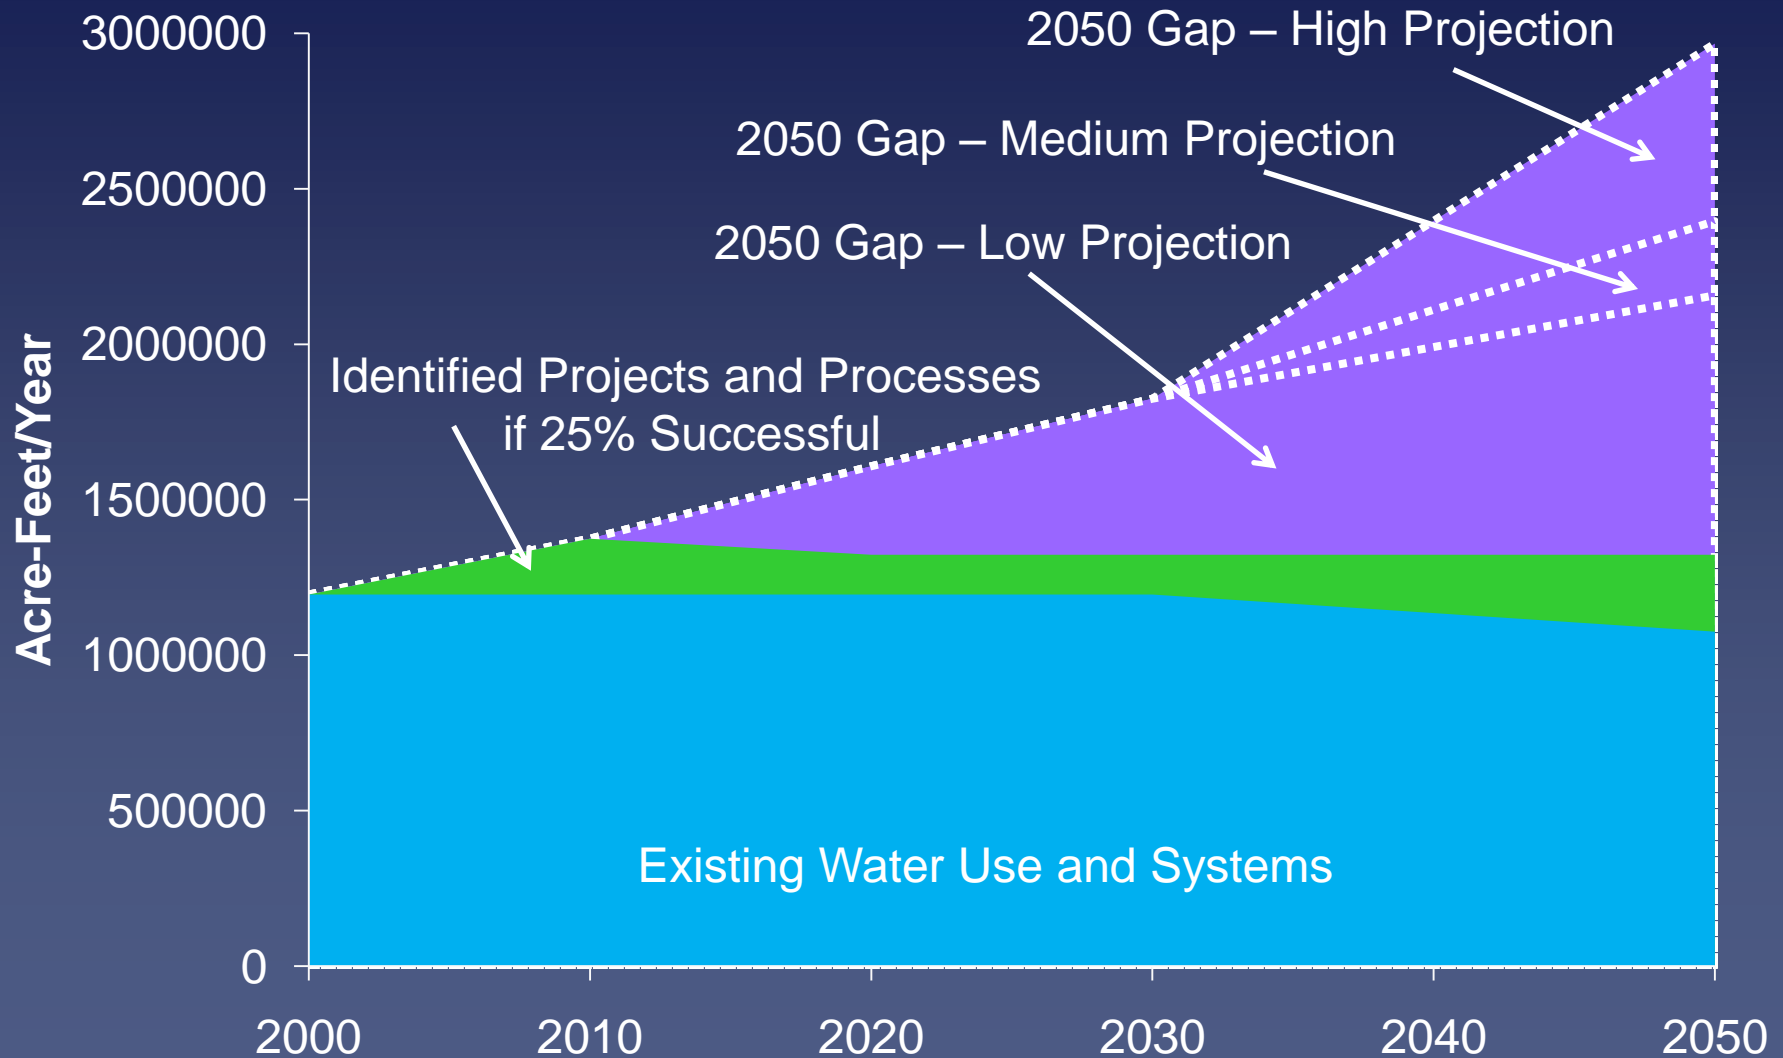 3000000
2500000
2000000
1500000
1000000
500000
0
Acre-Feet/Year
2050 Gap – High Projection
2050 Gap – Medium Projection
2050 Gap – Low Projection
Identified Projects and Processes
if 25% Successful
Existing Water Use and Systems
2000 2010 2020 2030 2040 2050